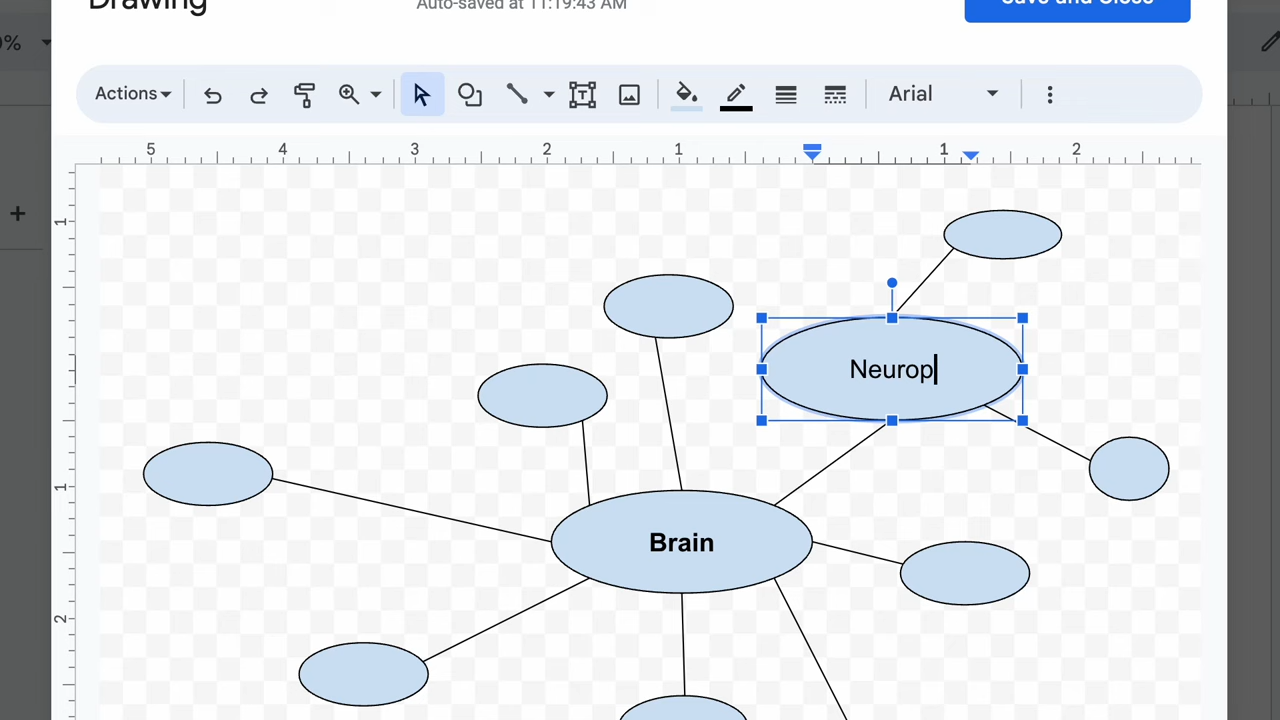 Drawing
Auto-saved at 11:19:43 AM
Save and Close
0%
Actions
Arial
5 4 3 2 1 1 2
1
1
2
Neurop
Brain